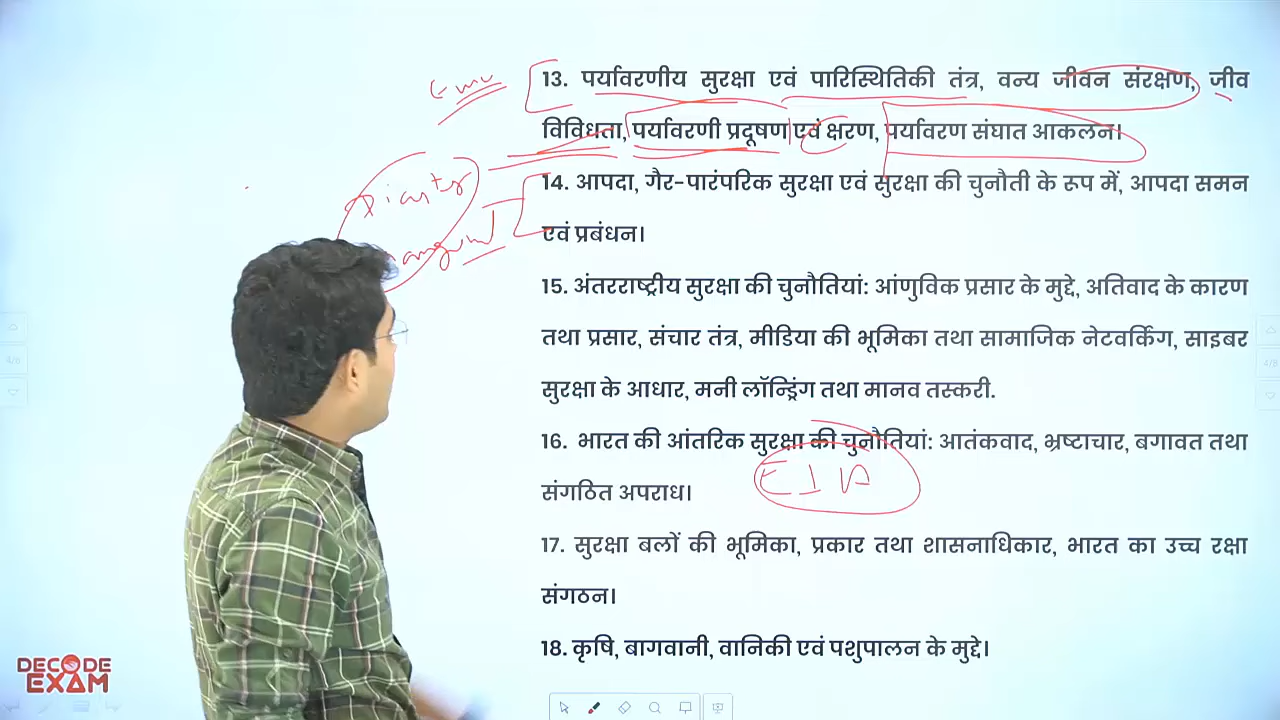 13. पर्यावरणीय सुरक्षा एवं पारिस्थितिकी तंत्र, वन्य जीवन संरक्षण, जीव
विविधता, पर्यावरणी प्रदूषण एवं क्षरण, पर्यावरण संघात आकलन।
14. आपदा, गैर-पारंपरिक सुरक्षा एवं सुरक्षा की चुनौती के रूप में, आपदा समन
एवं प्रबंधन।
15. अंतरराष्ट्रीय सुरक्षा की चुनौतियां: आंणुविक प्रसार के मुद्दे, अतिवाद के कारण
तथा प्रसार, संचार तंत्र, मीडिया की भूमिका तथा सामाजिक नेटवर्किंग, साइबर
सुरक्षा के आधार, मनी लॉन्ड्रिंग तथा मानव तस्करी.
16. भारत की आंतरिक सुरक्षा की चुनौतियां: आतंकवाद, भ्रष्टाचार, बगावत तथा
संगठित अपराध।
EIA
17. सुरक्षा बलों की भूमिका, प्रकार तथा शासनाधिकार, भारत का उच्च रक्षा
संगठन।
18. कृषि, बागवानी, वानिकी एवं पशुपालन के मुद्दे।
DECODE
EXAM
4/8